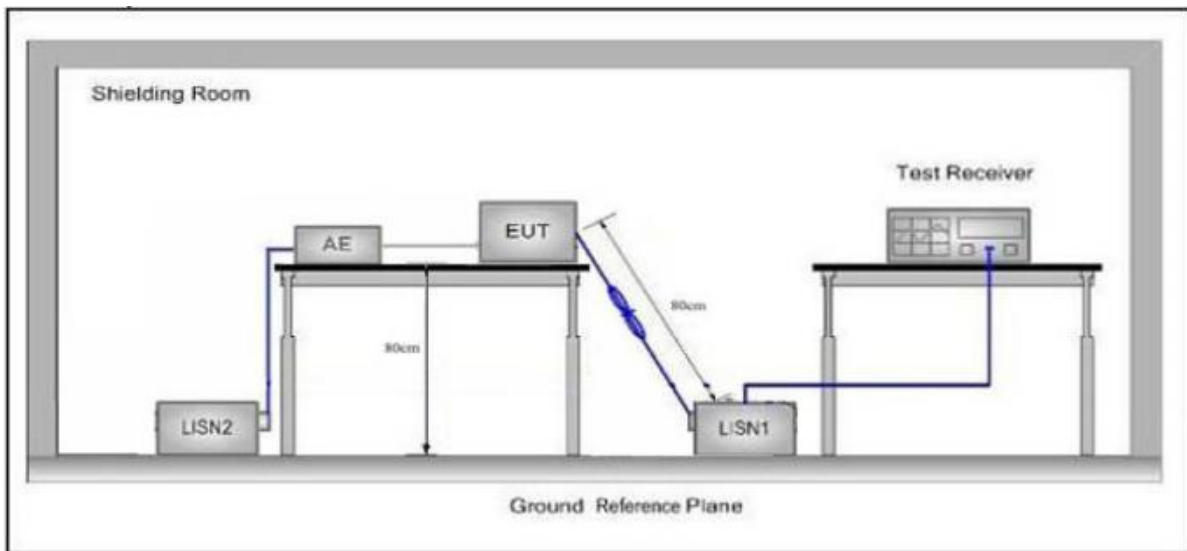 Shielding Room
Test Receiver
AE
EUT
80cm
80cm
LISN2
LISN1
Ground Reference Plane